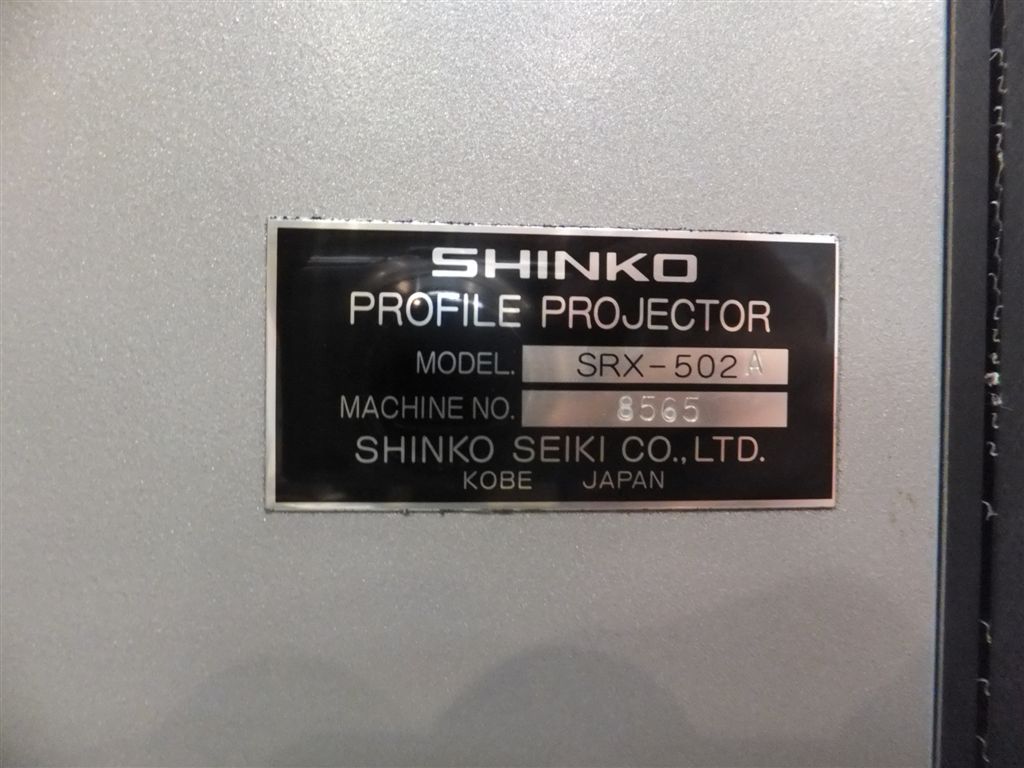 SHINKO
PROFILE PROJECTOR
MODEL. SRX-502A
MACHINE NO. 8565
SHINKO SEIKI CO.,LTD.
KOBE JAPAN